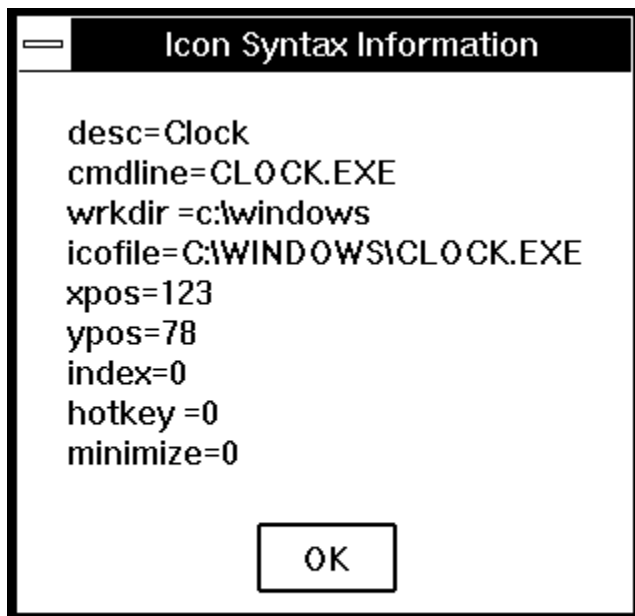 Icon Syntax Information
desc=Clock
cmdline=CLOCK.EXE
wrkdir =c:\windows
icofile=C:\WINDOWS\CLOCK.EXE
xpos=123
ypos=78
index=0
hotkey =0
minimize=0
OK